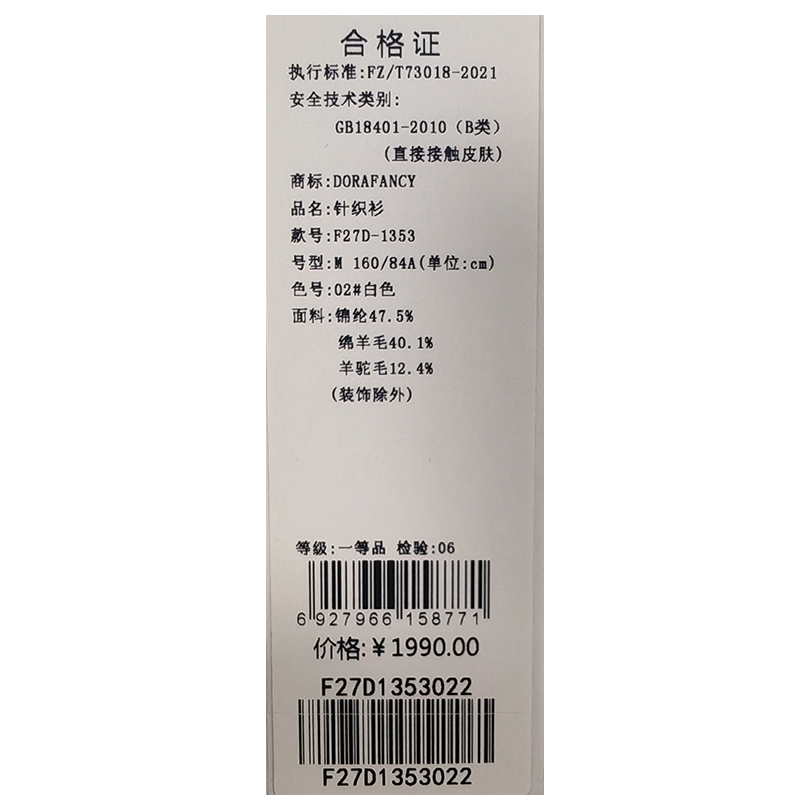 合格证
执行标准:FZ/T73018-2021
安全技术类别:
GB18401-2010(B类)
(直接接触皮肤)
商标:DORAFANCY
品名:针织衫
款号:F27D-1353
号型:M 160/84A(单位:cm)
色号:02#白色
面料:锦纶47.5%
绵羊毛40.1%
羊驼毛12.4%
(装饰除外)
等级:一等品 检验:06
6 927966 158771
价格:¥1990.00
F27D1353022
F27D1353022